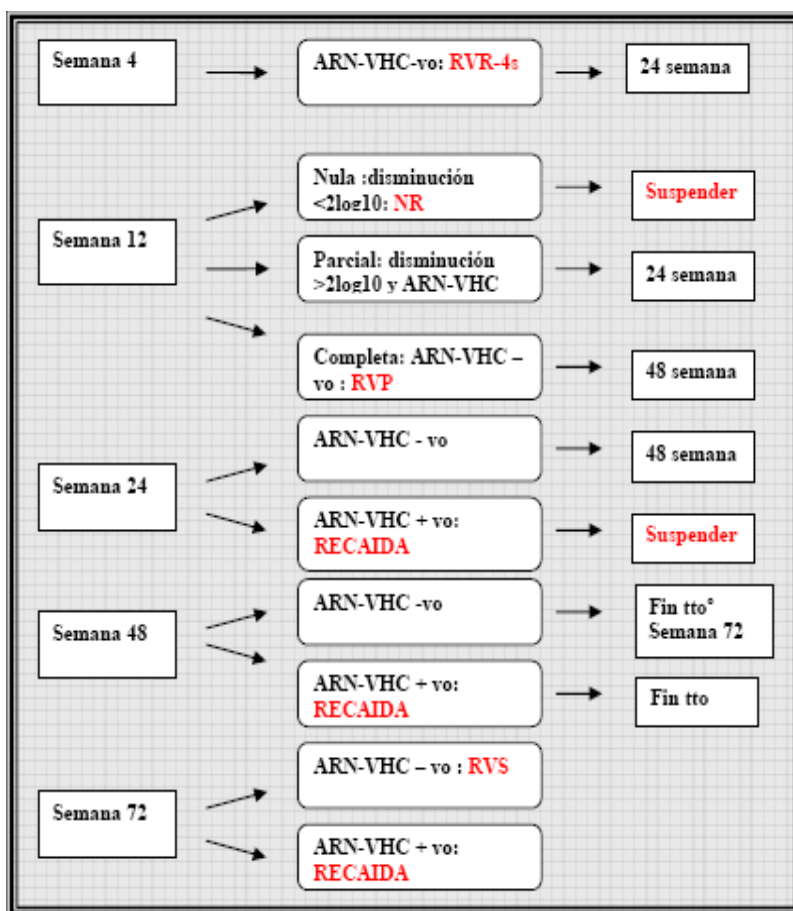 Semana 4
ARN-VHC-vo: RVR-4s
24 semana
Semana 12
Nula :disminución
<2log10: NR
Suspender
Parcial: disminución
>2log10 y ARN-VHC
24 semana
Completa: ARN-VHC –
vo : RVP
48 semana
Semana 24
ARN-VHC - vo
48 semana
ARN-VHC + vo:
RECAIDA
Suspender
Semana 48
ARN-VHC -vo
Fin tto°
Semana 72
ARN-VHC + vo:
RECAIDA
Fin tto
Semana 72
ARN-VHC – vo : RVS
ARN-VHC + vo:
RECAIDA